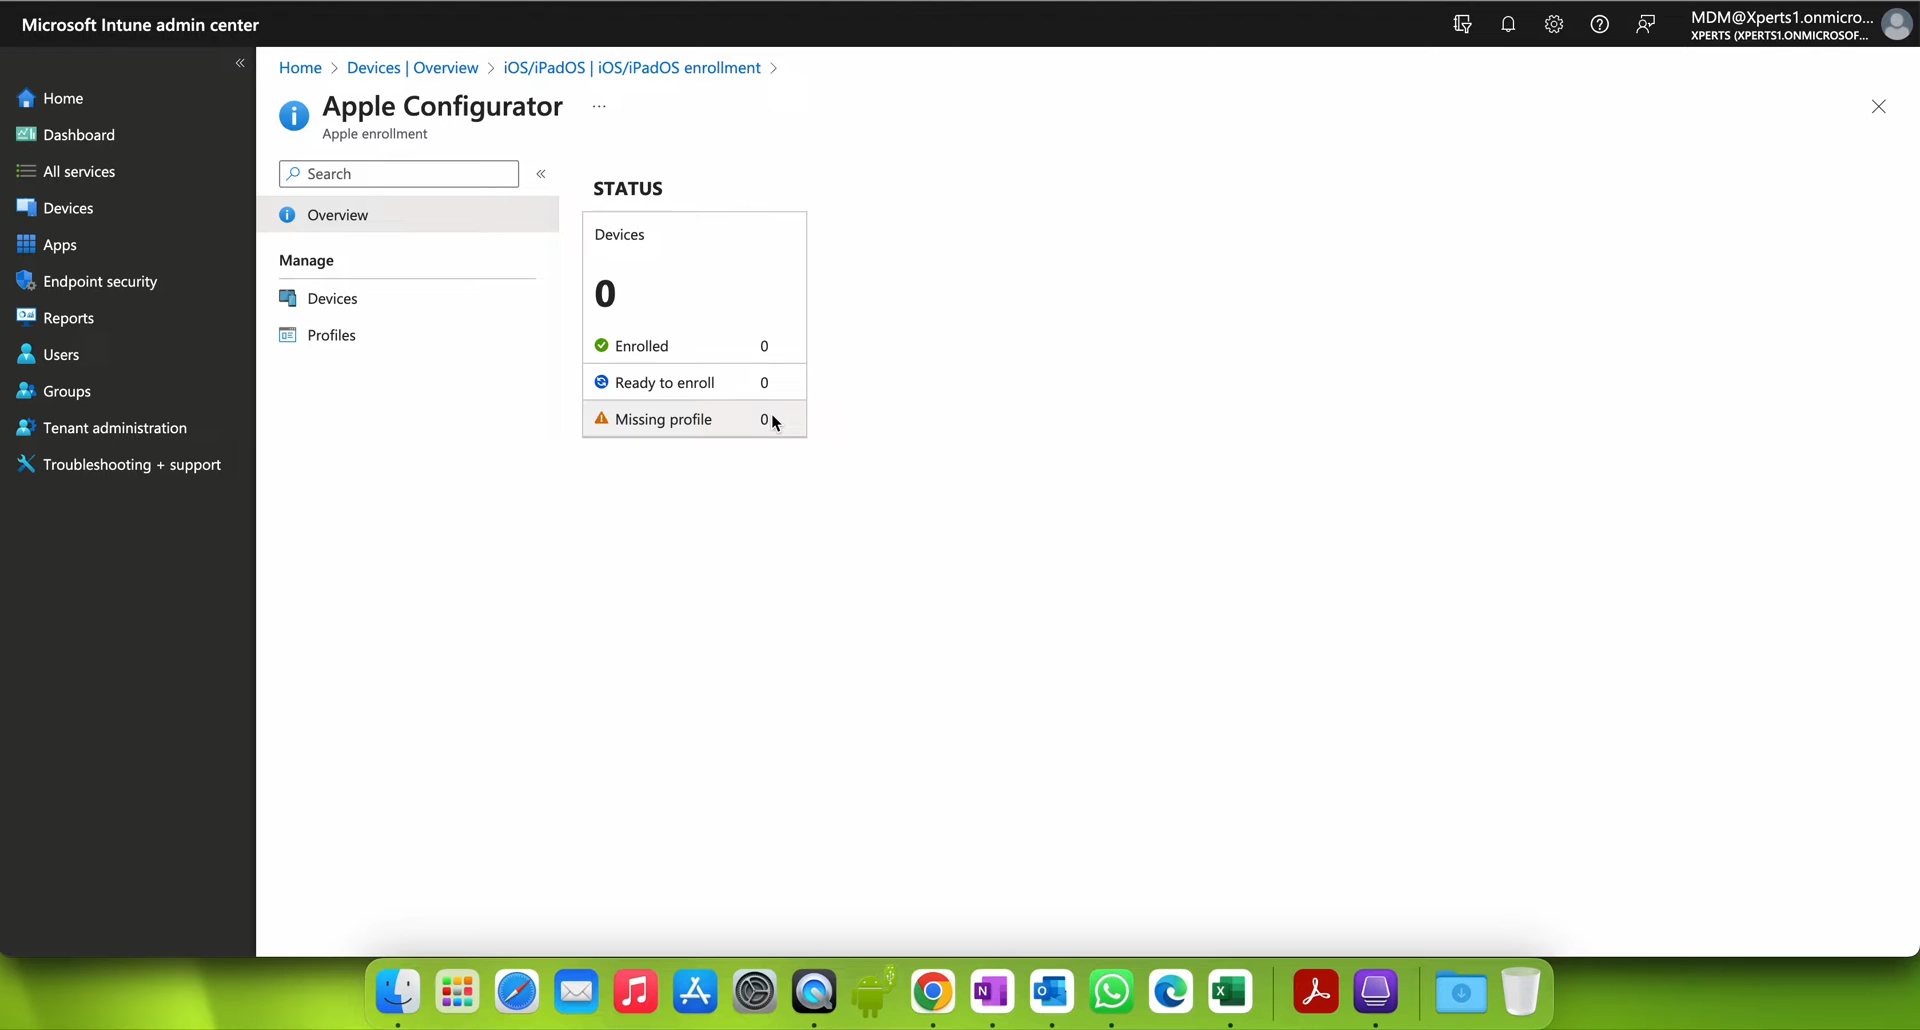 Microsoft Intune admin center
MDM@Xperts1.onmicro...
XPERTS (XPERTS1.ONMICROSOF...
Home
Dashboard
All services
Devices
Apps
Endpoint security
Reports
Users
Groups
Tenant administration
Troubleshooting + support
Home > Devices | Overview > iOS/iPadOS | iOS/iPadOS enrollment >
Apple Configurator ...
Apple enrollment
Search
Overview
Manage
Devices
Profiles
STATUS
Devices
0
Enrolled 0
Ready to enroll 0
Missing profile 0